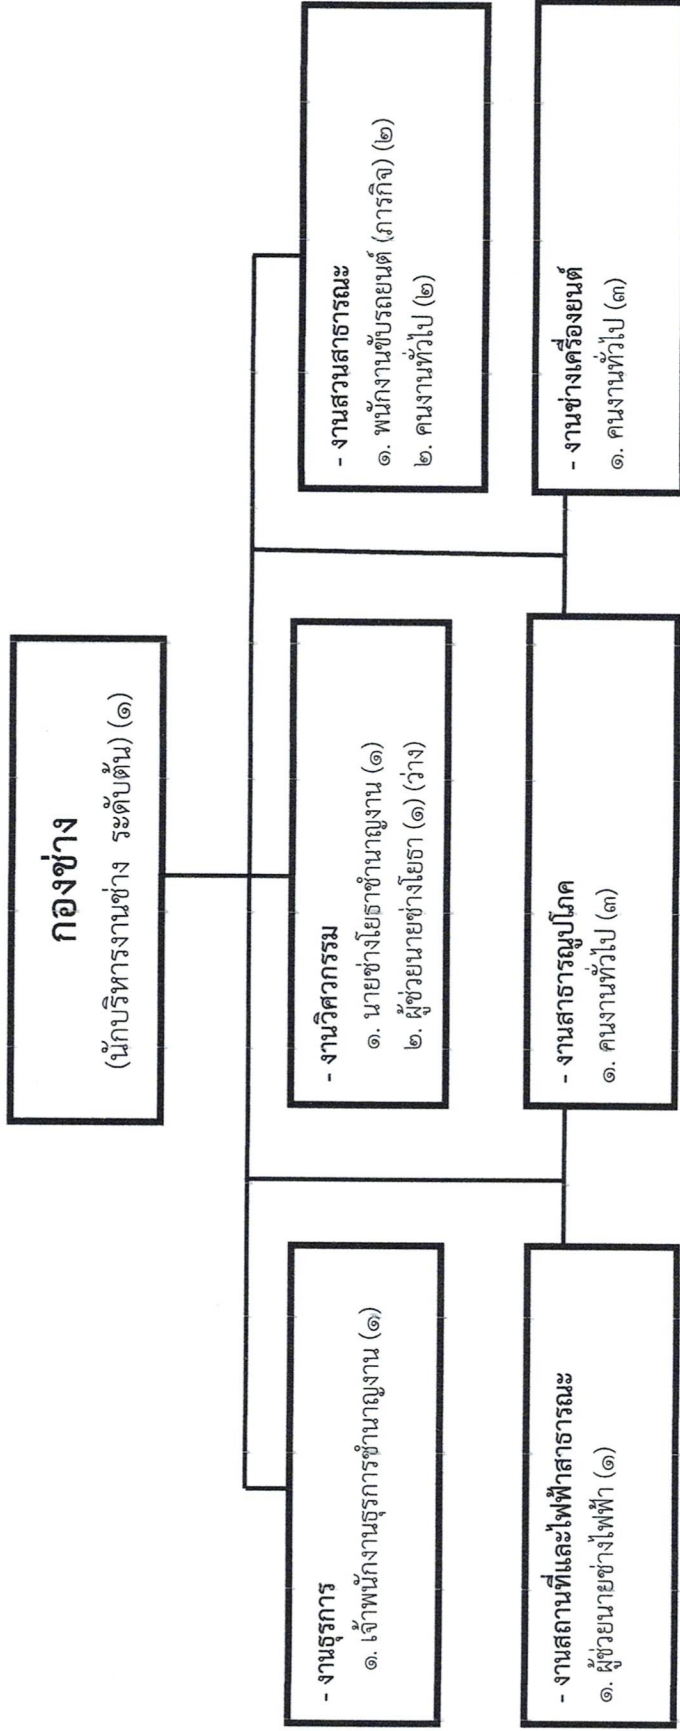 กองช่าง
(นักบริหารงานช่าง ระดับต้น) (๑)
- งานธุรการ
๑. เจ้าพนักงานธุรการชำนาญงาน (๑)
- งานวิศวกรรม
๑. นายช่างโยธาชำนาญงาน (๑)
๒. ผู้ช่วยนายช่างโยธา (๑) (ว่าง)
- งานสวนสาธารณะ
๑. พนักงานขับรถยนต์ (ภารกิจ) (๒)
๒. คนงานทั่วไป (๒)
- งานสถานที่และไฟฟ้าสาธารณะ
๑. ผู้ช่วยนายช่างไฟฟ้า (๑)
- งานสาธารณูปโภค
๑. คนงานทั่วไป (๓)
- งานช่างเครื่องยนต์
๑. คนงานทั่วไป (๓)